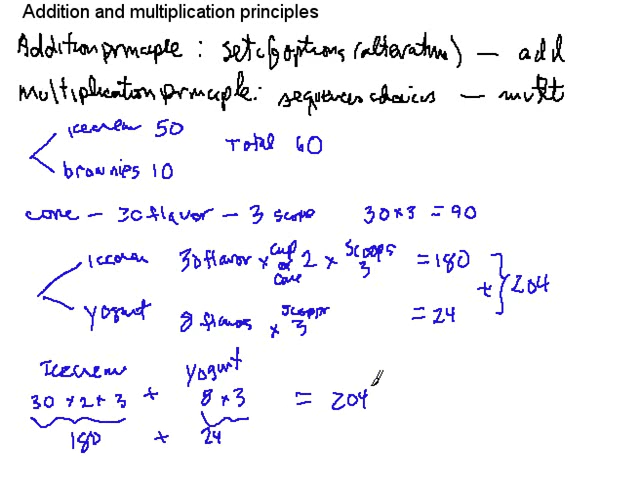 Addition and multiplication principles
Addition principle : set of options (alternatives) — add
Multiplication principle: sequences choices — mult
Icecream 50
Total 60
brownies 10
cone – 30 flavor – 3 scoop 30 × 3 = 90
Icecream 30 flavor × cup or cone 2 × scoops 3 = 180
+ 204
Yogurt 8 flavors × scoops 3 = 24
Icecream Yogurt
30 × 2 × 3 + 8 × 3 = 204
180 + 24